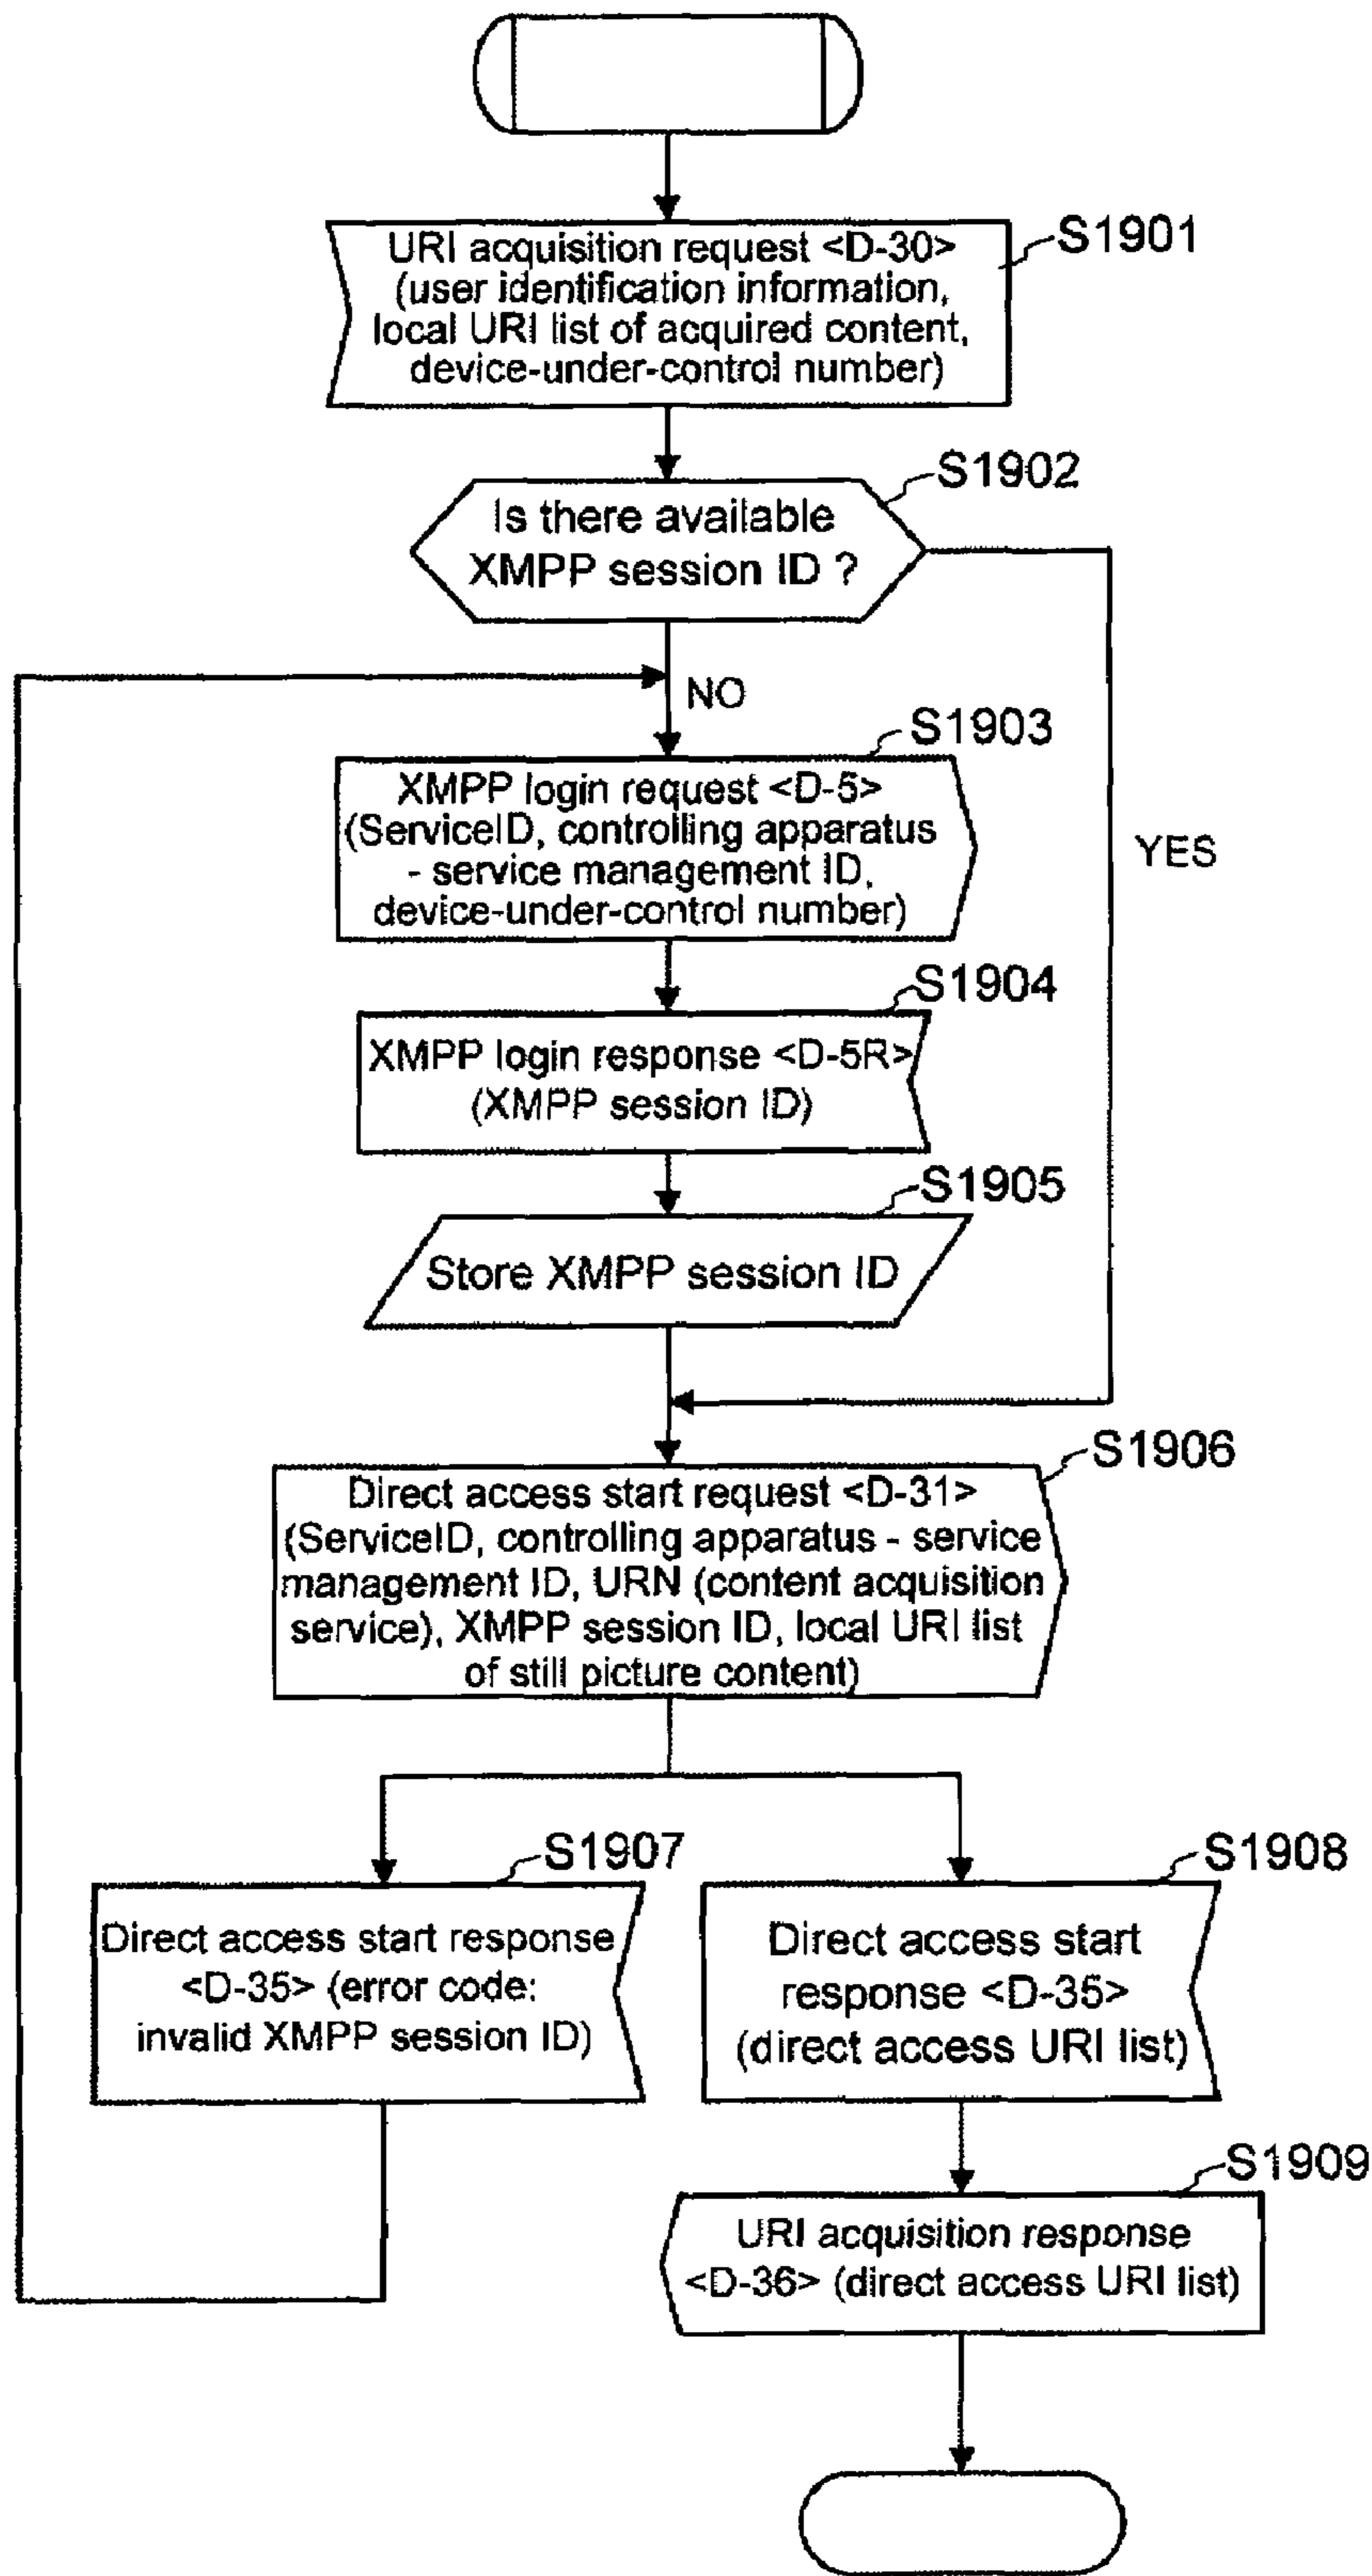 URI acquisition request <D-30>
(user identification information,
local URI list of acquired content,
device-under-control number)
S1901
Is there available
XMPP session ID ?
S1902
NO
YES
S1903
XMPP login request <D-5>
(ServiceID, controlling apparatus
- service management ID,
device-under-control number)
S1904
XMPP login response <D-5R>
(XMPP session ID)
S1905
Store XMPP session ID
S1906
Direct access start request <D-31>
(ServiceID, controlling apparatus - service
management ID, URN (content acquisition
service), XMPP session ID, local URI list
of still picture content)
S1907
Direct access start response
<D-35> (error code:
invalid XMPP session ID)
S1908
Direct access start
response <D-35>
(direct access URI list)
S1909
URI acquisition response
<D-36> (direct access URI list)